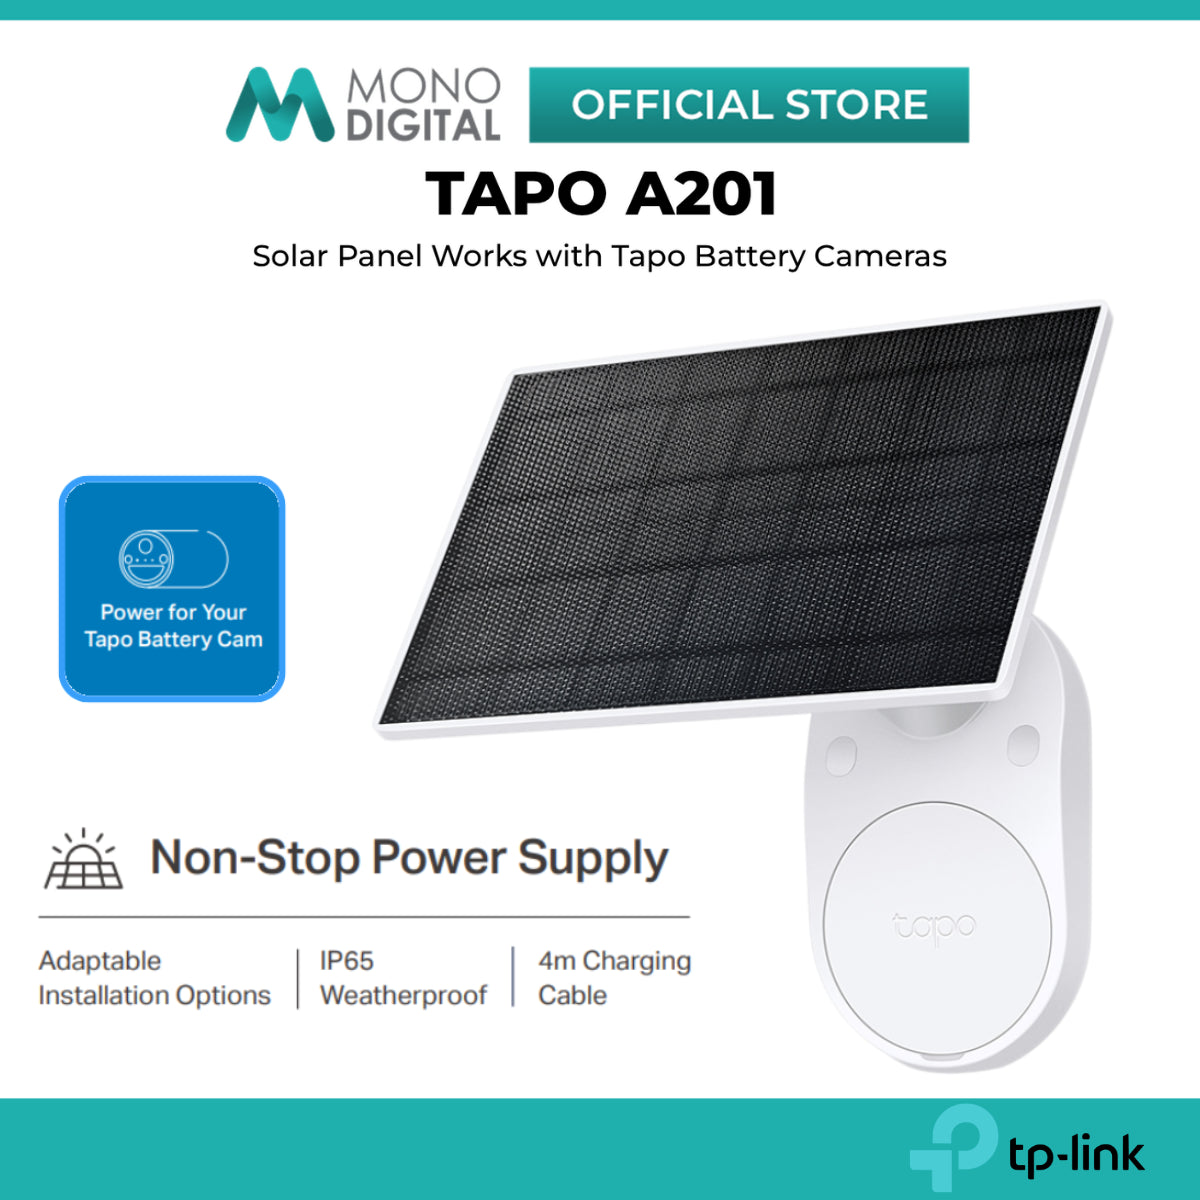 MONO
DIGITAL
OFFICIAL STORE
TAPO A201
Solar Panel Works with Tapo Battery Cameras
Power for Your
Tapo Battery Cam
Non-Stop Power Supply
Adaptable
Installation Options
IP65
Weatherproof
4m Charging
Cable
tapo
tp-link